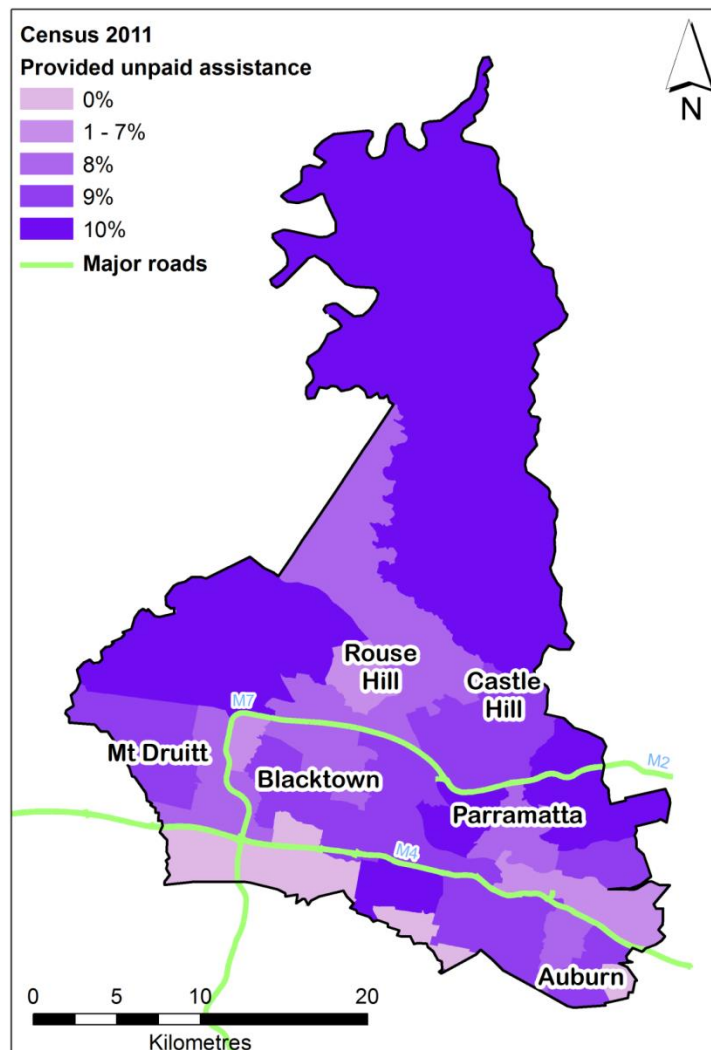 Census 2011
Provided unpaid assistance
0%
1 - 7%
8%
9%
10%
Major roads
N
Rouse
Hill
Castle
Hill
M7
Mt Druitt
Blacktown
M2
Parramatta
M4
Auburn
0 5 10 20
Kilometres